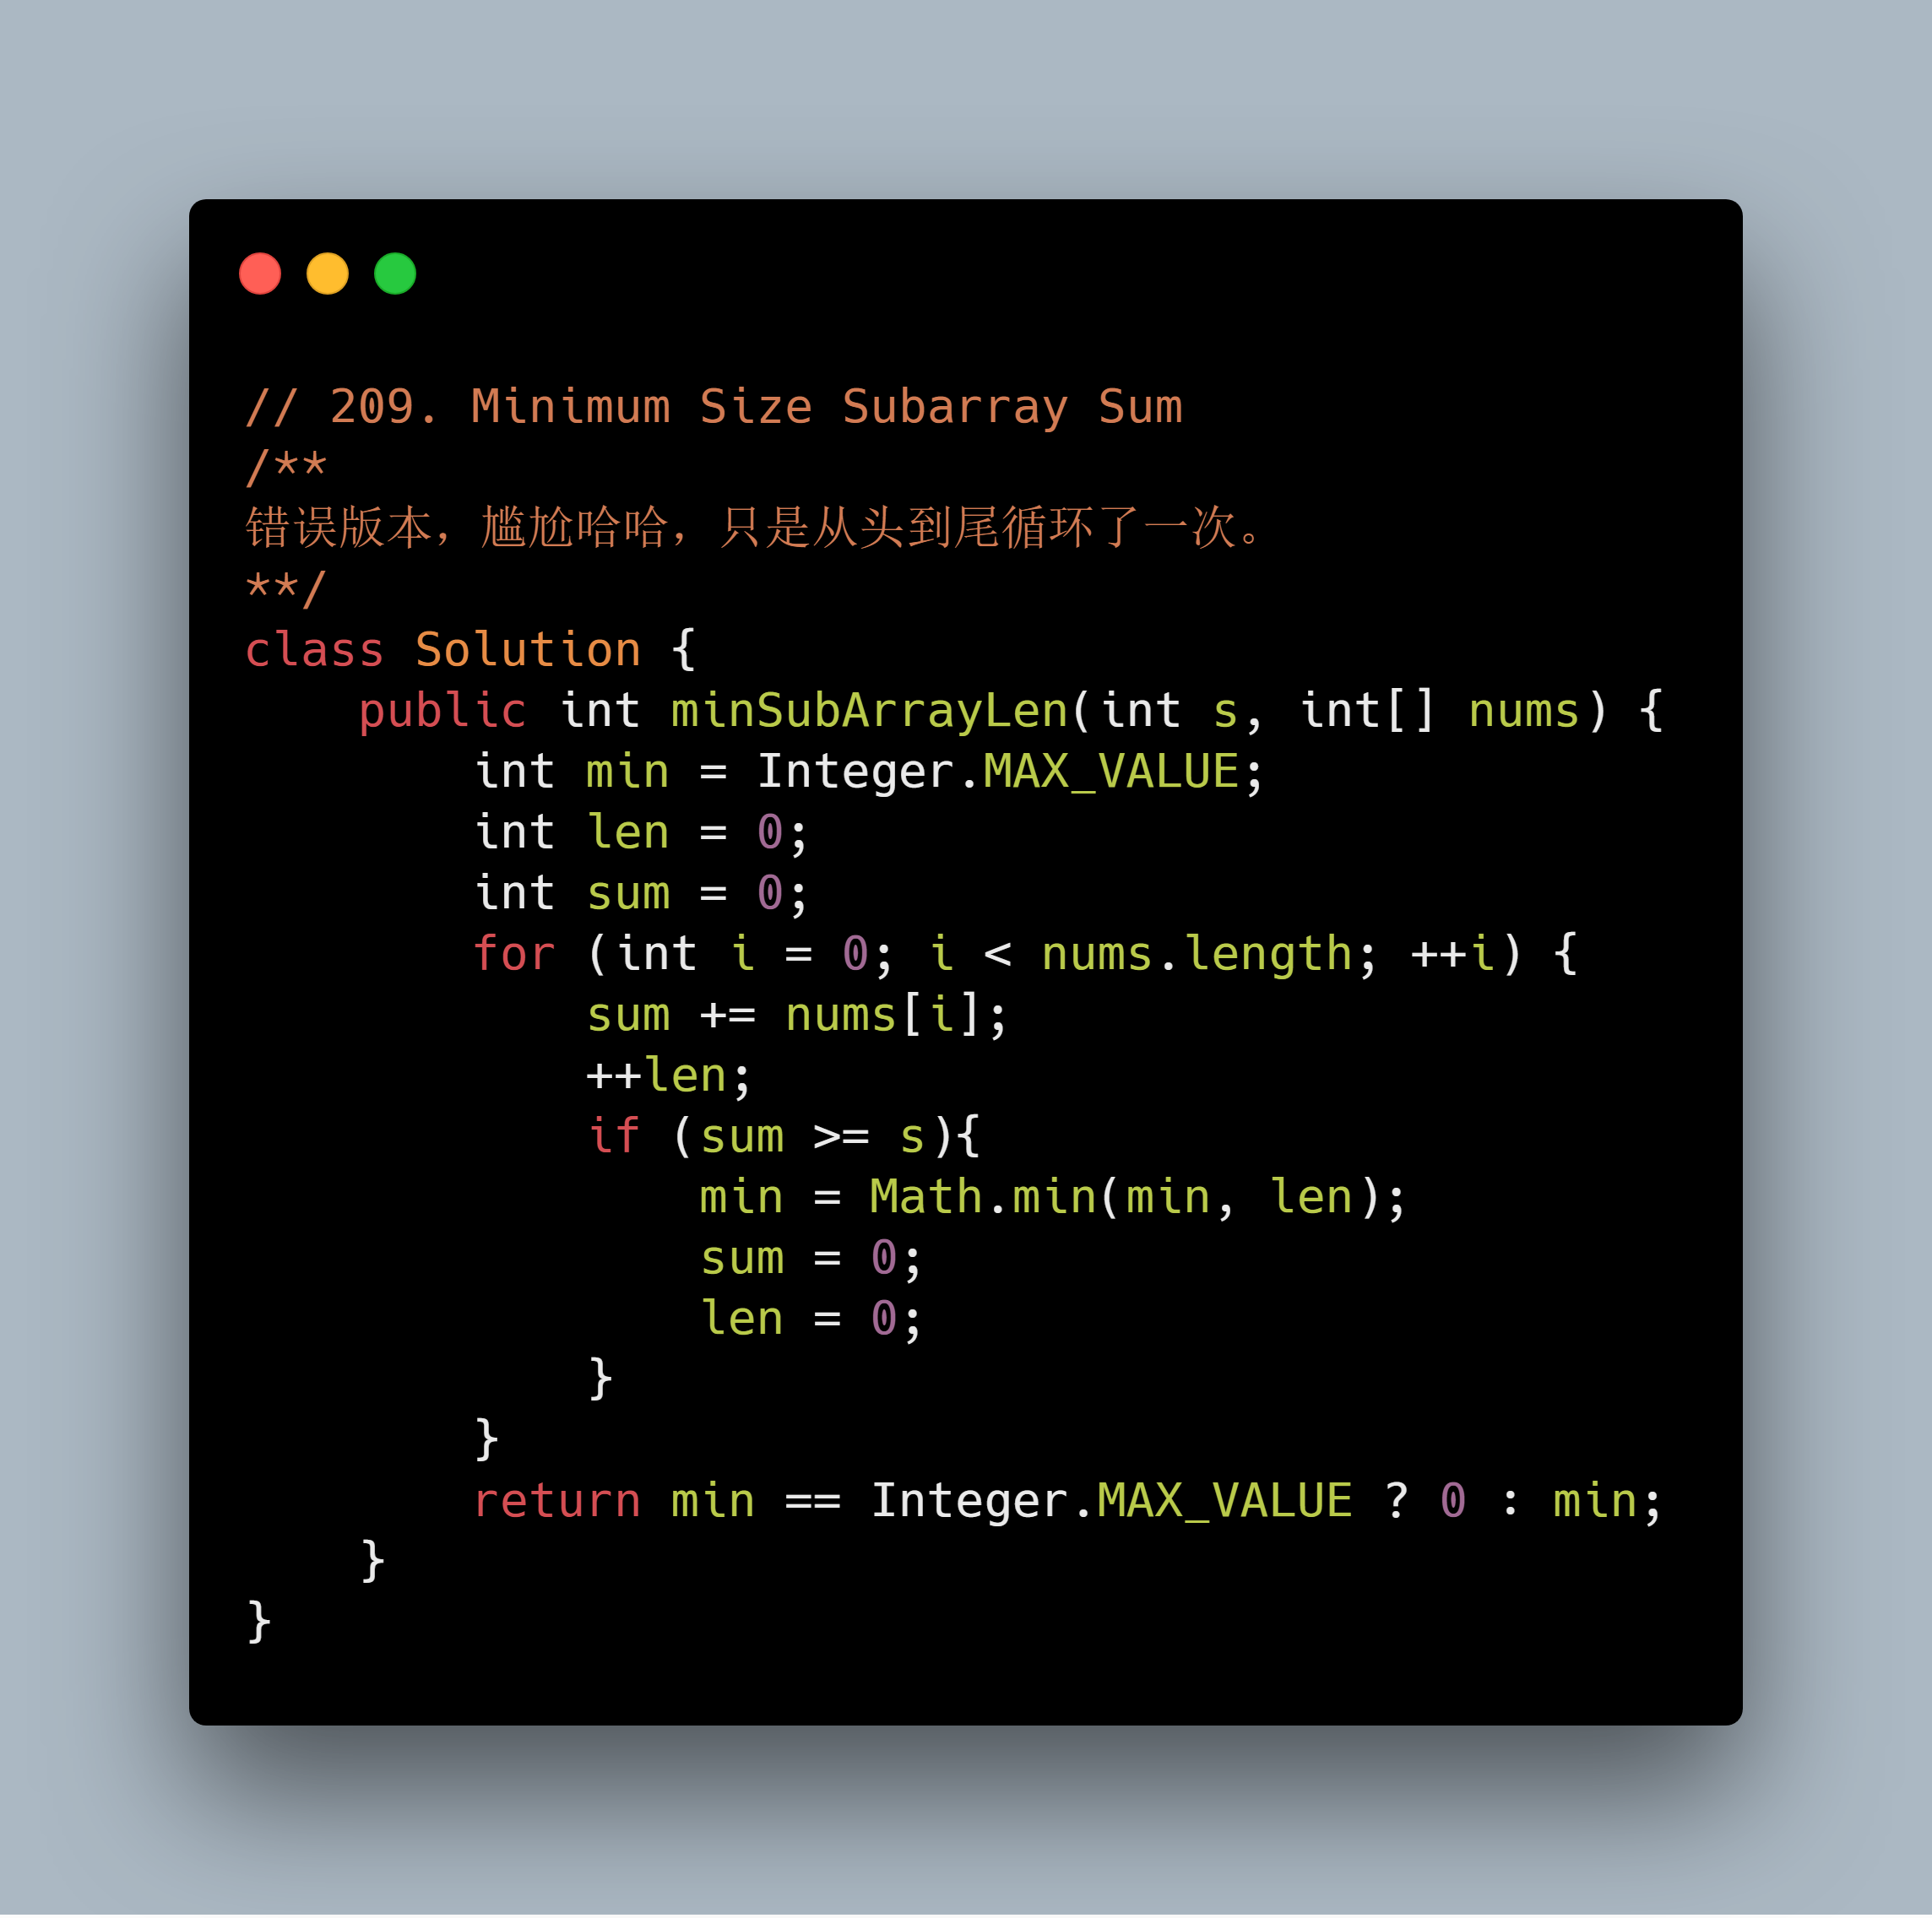 // 209. Minimum Size Subarray Sum
/**
错误版本，尴尬哈哈，只是从头到尾循环了一次。
**/
class Solution {
    public int minSubArrayLen(int s, int[] nums) {
        int min = Integer.MAX_VALUE;
        int len = 0;
        int sum = 0;
        for (int i = 0; i < nums.length; ++i) {
            sum += nums[i];
            ++len;
            if (sum >= s){
                min = Math.min(min, len);
                sum = 0;
                len = 0;
            }
        }
        return min == Integer.MAX_VALUE ? 0 : min;
    }
}